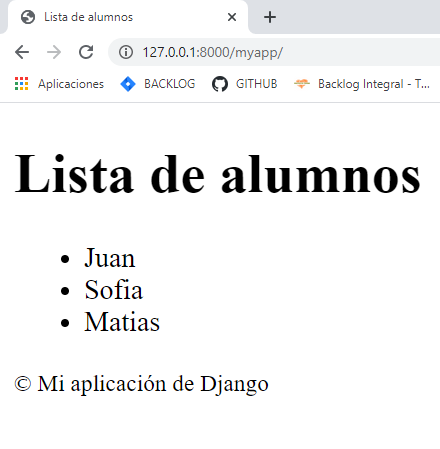 Lista de alumnos
127.0.0.1:8000/myapp/
Aplicaciones BACKLOG GITHUB Backlog Integral - T...
Lista de alumnos
Juan
Sofia
Matias
© Mi aplicación de Django